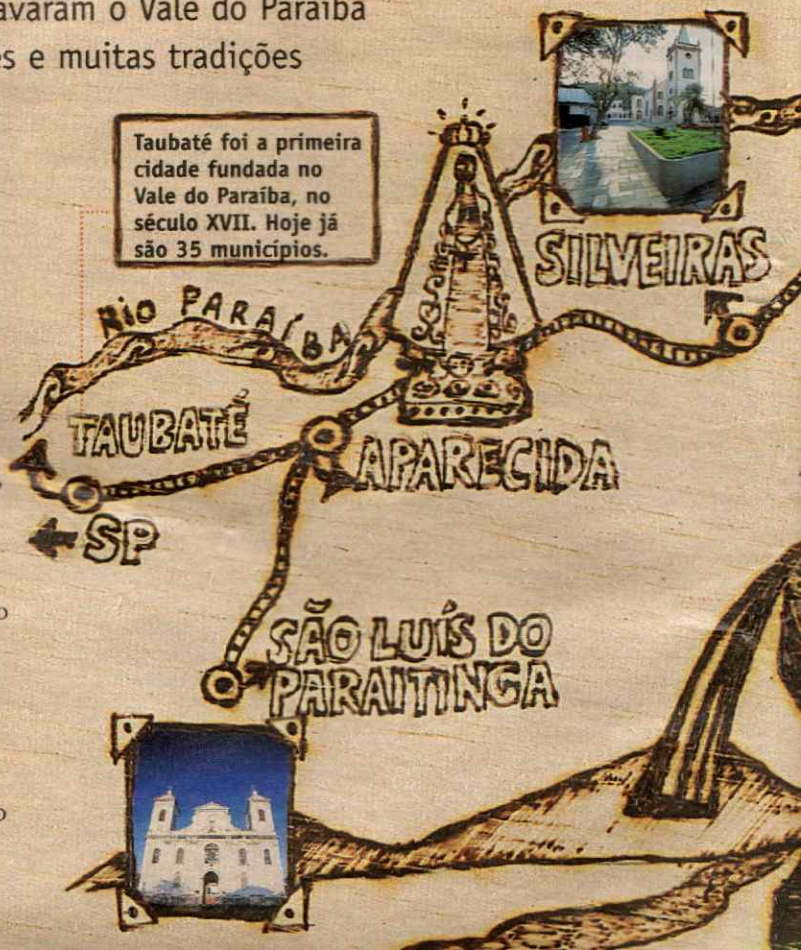 avaram o Vale do Paraíba
es e muitas tradições
Taubaté foi a primeira
cidade fundada no
Vale do Paraíba, no
século XVII. Hoje já
são 35 municípios.
SILVEIRAS
RIO PARAÍBA
TAUBATÉ
APARECIDA
SP
SÃO LUÍS DO
PARAITINGA